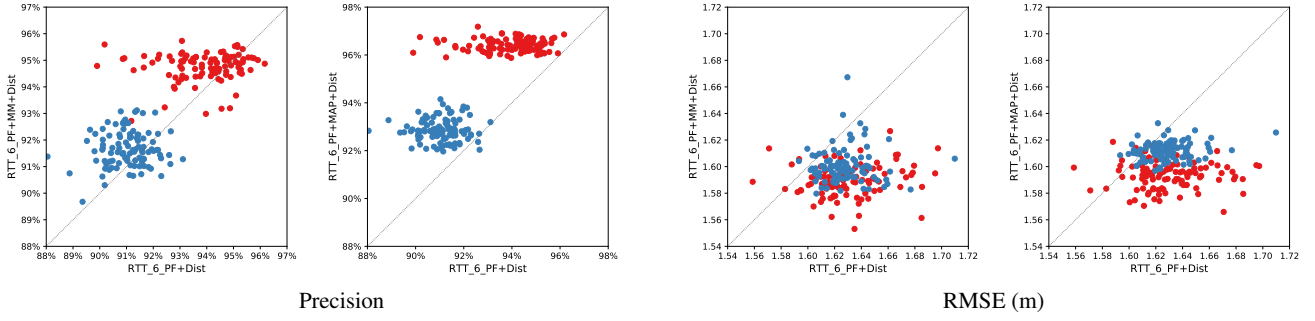 97%
96%
95%
94%
93%
92%
91%
90%
89%
88%
RTT_6_PF+MM+Dist
88% 89% 90% 91% 92% 93% 94% 95% 96% 97%
RTT_6_PF+Dist
98%
96%
94%
92%
90%
88%
RTT_6_PF+MAP+Dist
88% 90% 92% 94% 96% 98%
RTT_6_PF+Dist
Precision
1.72
1.70
1.68
1.66
1.64
1.62
1.60
1.58
1.56
1.54
RTT_6_PF+MM+Dist
1.54 1.56 1.58 1.60 1.62 1.64 1.66 1.68 1.70 1.72
RTT_6_PF+Dist
1.72
1.70
1.68
1.66
1.64
1.62
1.60
1.58
1.56
1.54
RTT_6_PF+MAP+Dist
1.54 1.56 1.58 1.60 1.62 1.64 1.66 1.68 1.70 1.72
RTT_6_PF+Dist
RMSE (m)